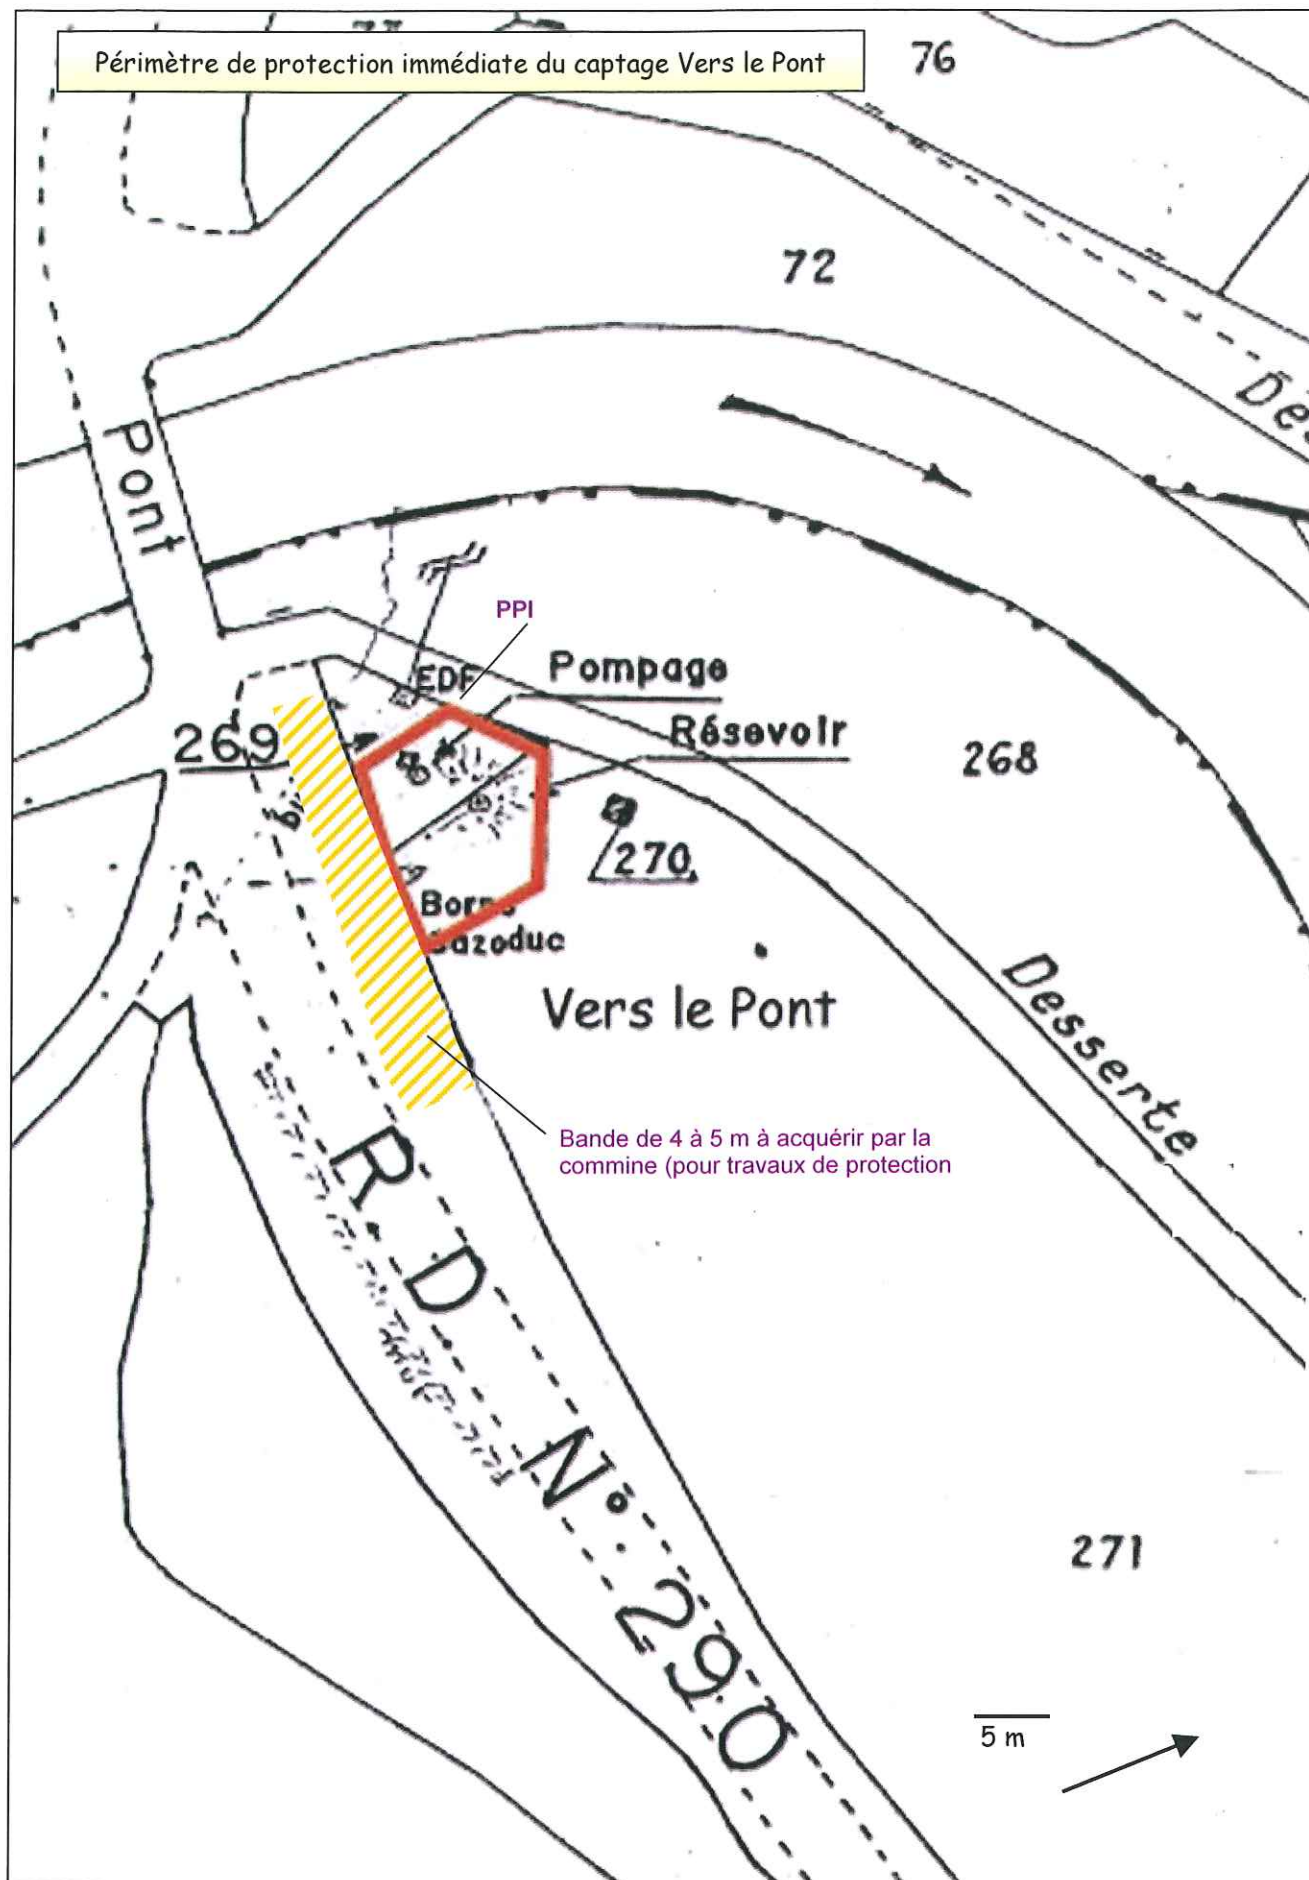 Périmètre de protection immédiate du captage Vers le Pont
76
72
Pont
PPI
EDF
Pompage
Résevoir
269
268
270
Borne
Gazoduc
Vers le Pont
Desserte
Bande de 4 à 5 m à acquérir par la
commine (pour travaux de protection
R D N° 290
271
5 m